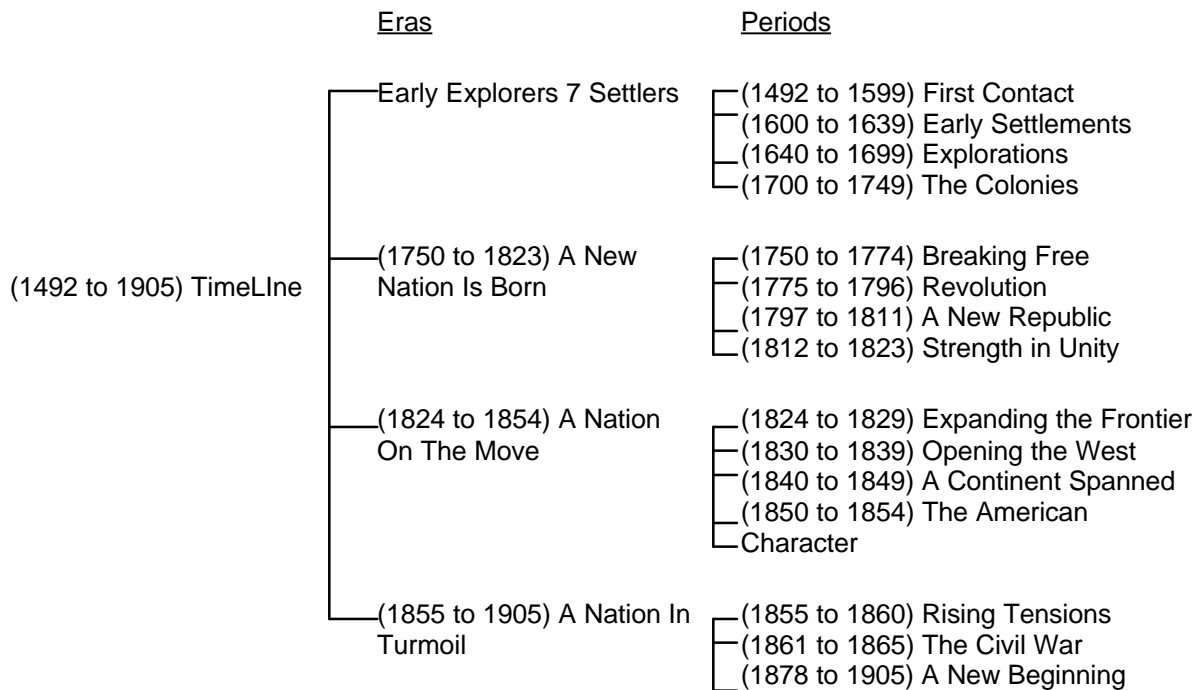 Eras
Periods
Early Explorers 7 Settlers
(1492 to 1599) First Contact
(1600 to 1639) Early Settlements
(1640 to 1699) Explorations
(1700 to 1749) The Colonies
(1492 to 1905) TimeLIne
(1750 to 1823) A New
Nation Is Born
(1750 to 1774) Breaking Free
(1775 to 1796) Revolution
(1797 to 1811) A New Republic
(1812 to 1823) Strength in Unity
(1824 to 1854) A Nation
On The Move
(1824 to 1829) Expanding the Frontier
(1830 to 1839) Opening the West
(1840 to 1849) A Continent Spanned
(1850 to 1854) The American
Character
(1855 to 1905) A Nation In
Turmoil
(1855 to 1860) Rising Tensions
(1861 to 1865) The Civil War
(1878 to 1905) A New Beginning